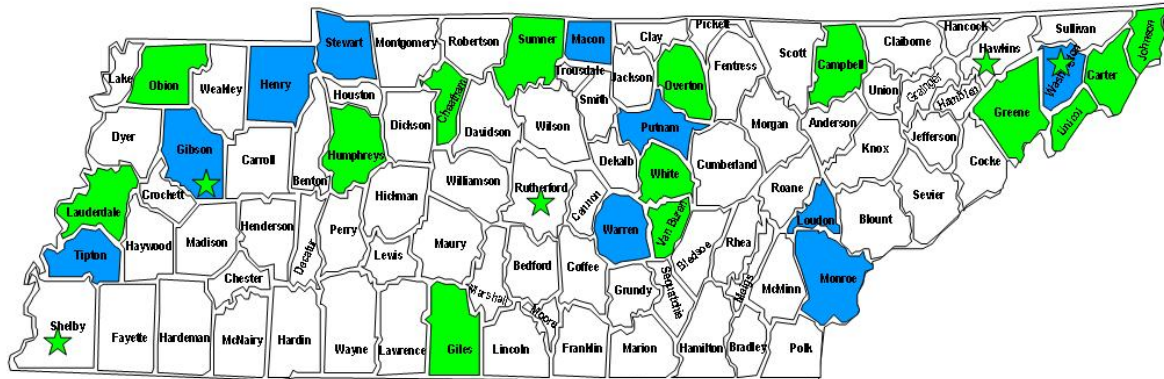 Lake
Obion
Weakley
Henry
Stewart
Montgomery
Robertson
Sumner
Macon
Trousdale
Clay
Pickett
Jackson
Overton
Fentress
Scott
Campbell
Claiborne
Hancock
Hawkins
Sullivan
Johnson
Washington
Carter
Unicoi
Greene
Union
Grainger
Hamblen
Houston
Cheatham
Smith
Dyer
Gibson
Carroll
Benton
Humphreys
Dickson
Davidson
Wilson
Dekalb
Putnam
White
Cumberland
Morgan
Anderson
Knox
Jefferson
Cocke
Sevier
Crockett
Lauderdale
Haywood
Madison
Henderson
Decatur
Perry
Hickman
Williamson
Rutherford
Cannon
Warren
Van Buren
Bledsoe
Rhea
Roane
Loudon
Blount
Tipton
Chester
Lewis
Maury
Marshall
Bedford
Coffee
Grundy
Sequatchie
Meigs
McMinn
Monroe
Shelby
Fayette
Hardeman
McNairy
Hardin
Wayne
Lawrence
Giles
Lincoln
Moore
Franklin
Marion
Hamilton
Bradley
Polk